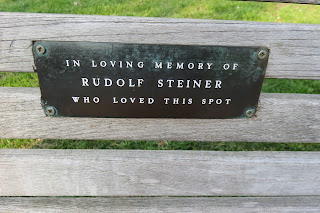 IN LOVING MEMORY OF
RUDOLF STEINER
WHO LOVED THIS SPOT